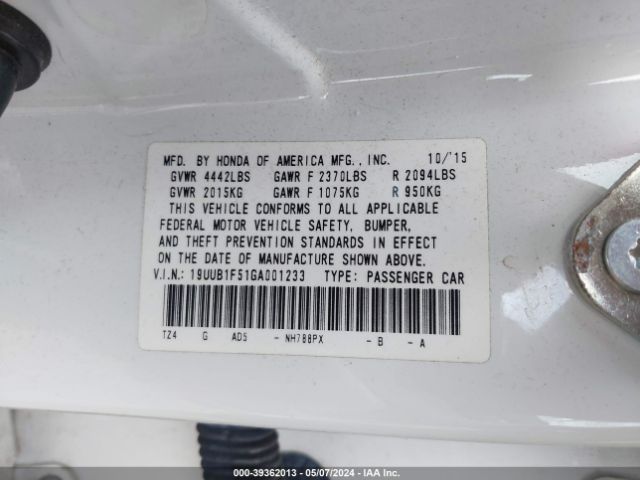 MFD. BY HONDA OF AMERICA MFG., INC. 10/'15
GVWR 4442LBS GAWR F 2370LBS R 2094LBS
GVWR 2015KG GAWR F 1075KG R 950KG
THIS VEHICLE CONFORMS TO ALL APPLICABLE
FEDERAL MOTOR VEHICLE SAFETY, BUMPER,
AND THEFT PREVENTION STANDARDS IN EFFECT
ON THE DATE OF MANUFACTURE SHOWN ABOVE.
V.I.N.: 19UUB1F51GA001233 TYPE: PASSENGER CAR
TZ4 G AD5 - NH788PX - B - A
000-39362013 - 05/07/2024 - IAA Inc.